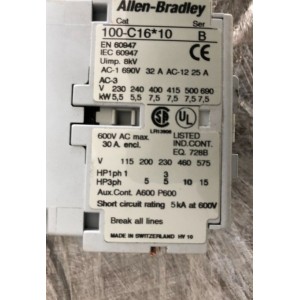 Allen-Bradley
Cat Ser
100-C16*10 B
EN 60947
IEC 60947
Uimp. 8kV
AC-1 690V 32 A AC-12 25 A
AC-3
V 230 240 400 415 500 690
kW 5,5 5,5 7,5 7,5 7,5 7,5
600V AC max.
30 A. encl.
LISTED
IND.CONT.
EQ. 728B
V 115 200 230 460 575
HP1ph 1 3
HP3ph 5 5 10 15
Aux.Cont. A600 P600
Short circuit rating 5kA at 600V
Break all lines
MADE IN SWITZERLAND HV 10